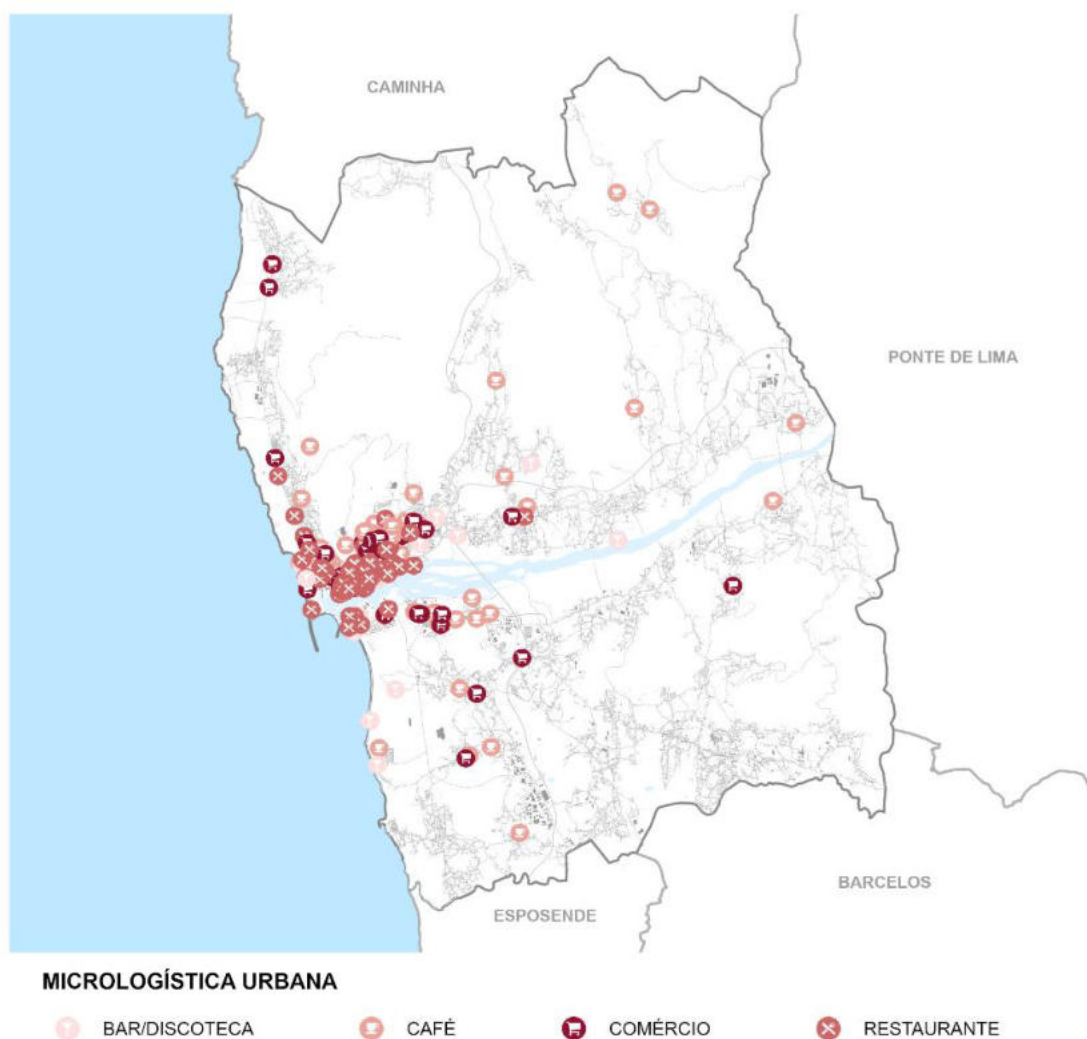 CAMINHA
PONTE DE LIMA
BARCELOS
ESPOSENDE
MICROLOGÍSTICA URBANA
BAR/DISCOTECA CAFÉ COMÉRCIO RESTAURANTE